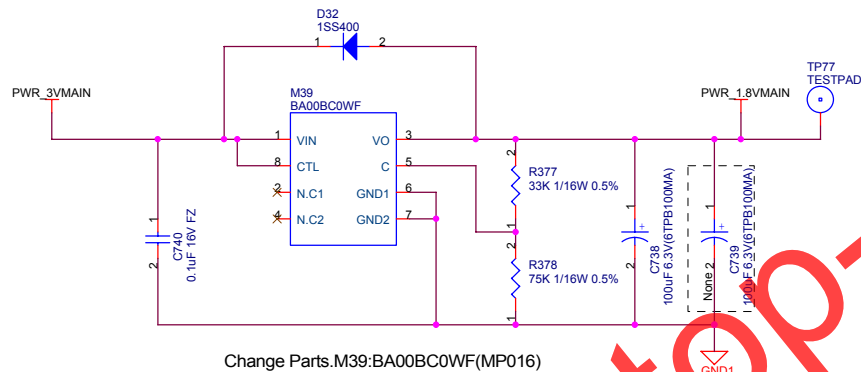 D32
1SS400
1
2
TP77
TESTPAD
PWR_3VMAIN
M39
BA00BC0WF
PWR_1.8VMAIN
1
VIN
VO
3
8
CTL
C
5
2
N.C1
GND1
6
4
N.C2
GND2
7
2
R377
33K 1/16W 0.5%
1
2
R378
75K 1/16W 0.5%
1
1
2
C740
0.1uF 16V FZ
1
+
2
C738
100uF 6.3V(6TPB100MA)
1
+
None 2
C739
100uF 6.3V(6TPB100MA)
GND1
Change Parts.M39:BA00BC0WF(MP016)
top-